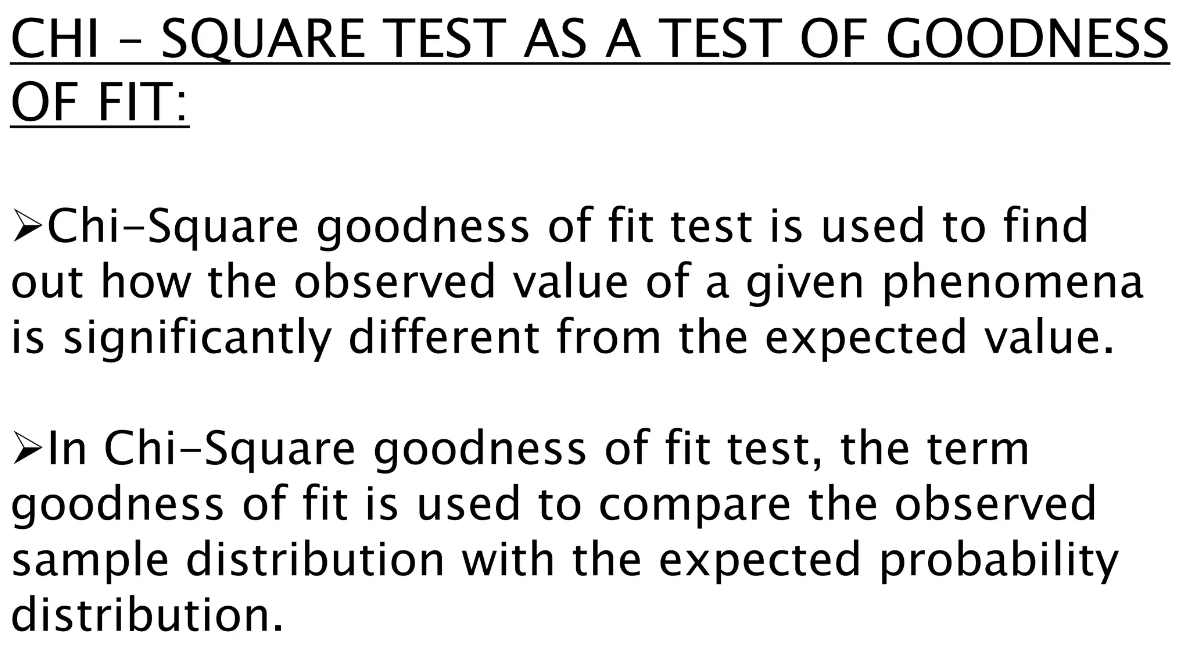 CHI – SQUARE TEST AS A TEST OF GOODNESS
OF FIT:
➢Chi–Square goodness of fit test is used to find
out how the observed value of a given phenomena
is significantly different from the expected value.
➢In Chi–Square goodness of fit test, the term
goodness of fit is used to compare the observed
sample distribution with the expected probability
distribution.